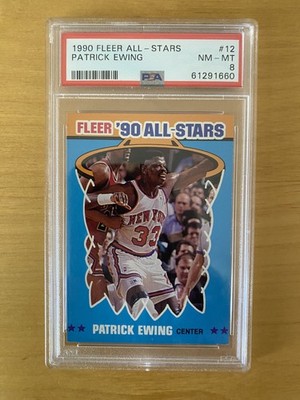 1990 FLEER ALL-STARS #12
PATRICK EWING NM-MT
8
PSA 61291660
FLEER '90 ALL-STARS
NEW YORK
33
PATRICK EWING CENTER